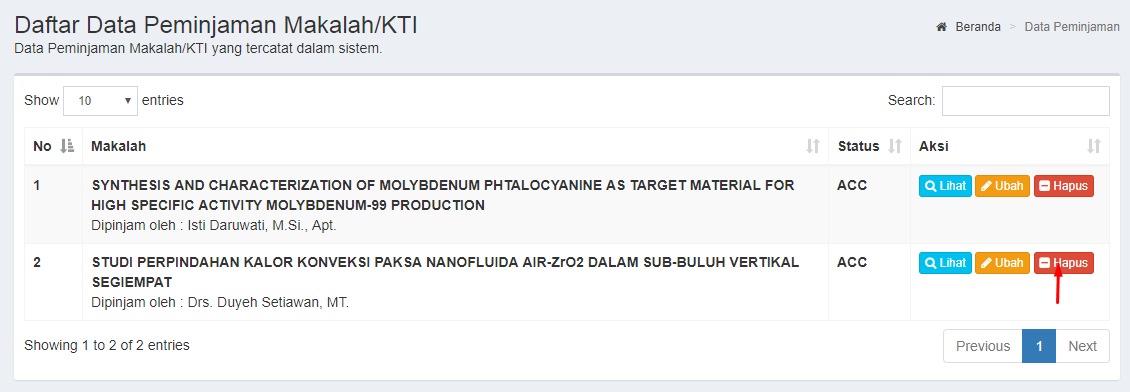 Daftar Data Peminjaman Makalah/KTI
Data Peminjaman Makalah/KTI yang tercatat dalam sistem.
Beranda > Data Peminjaman
Show 10 entries
Search:
No Makalah Status Aksi
1 SYNTHESIS AND CHARACTERIZATION OF MOLYBDENUM PHTALOCYANINE AS TARGET MATERIAL FOR ACC Lihat Ubah Hapus
HIGH SPECIFIC ACTIVITY MOLYBDENUM-99 PRODUCTION
Dipinjam oleh : Isti Daruwati, M.Si., Apt.
2 STUDI PERPINDAHAN KALOR KONVEKSI PAKSA NANOFLUIDA AIR-ZrO2 DALAM SUB-BULUH VERTIKAL ACC Lihat Ubah Hapus
SEGIEMPAT
Dipinjam oleh : Drs. Duyeh Setiawan, MT.
Showing 1 to 2 of 2 entries
Previous 1 Next